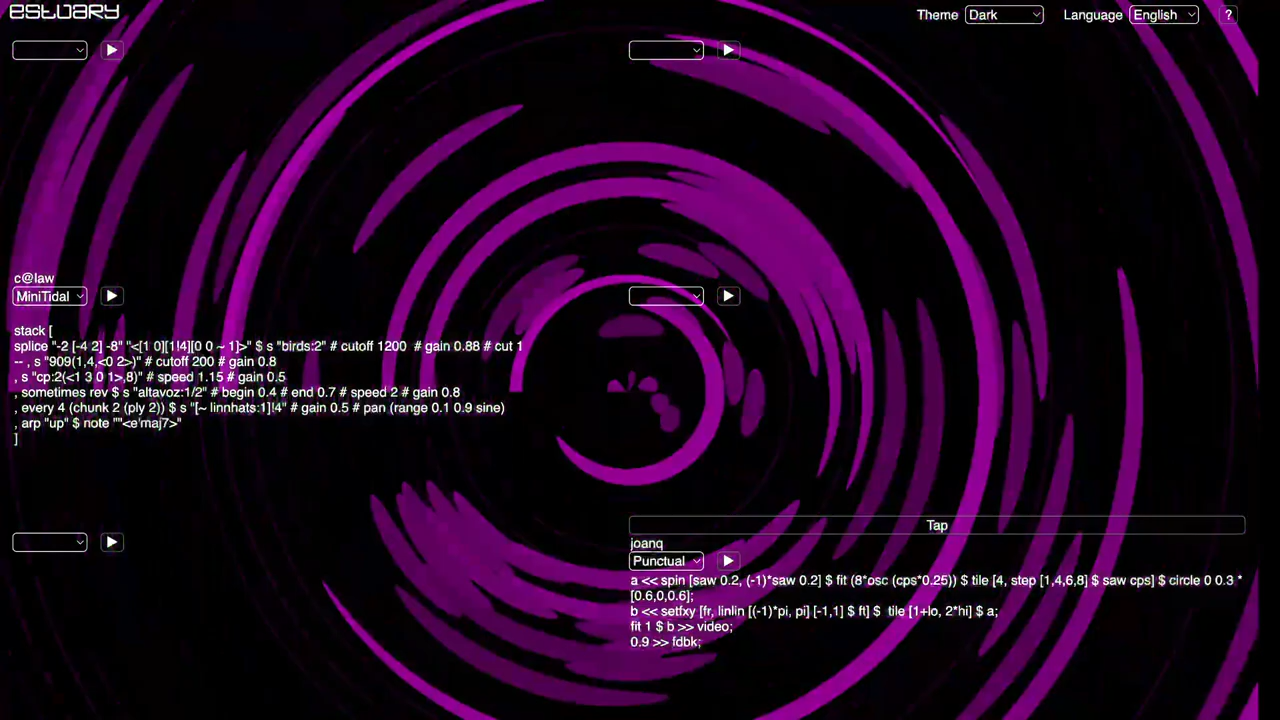 estuary
Theme Dark Language English ?
c@law
MiniTidal
stack [
splice "-2 [-4 2] -8" "<[1 0][1!4][0 0 ~ 1]>" $ s "birds:2" # cutoff 1200 # gain 0.88 # cut 1
-- , s "909(1,4,<0 2>)" # cutoff 200 # gain 0.8
, s "cp:2(<1 3 0 1>,8)" # speed 1.15 # gain 0.5
, sometimes rev $ s "altavoz:1/2" # begin 0.4 # end 0.7 # speed 2 # gain 0.8
, every 4 (chunk 2 (ply 2)) $ s "[~ linnhats:1]!4" # gain 0.5 # pan (range 0.1 0.9 sine)
, arp "up" $ note ""<e'maj7>"
]
Tap
joanq
Punctual
a << spin [saw 0.2, (-1)*saw 0.2] $ fit (8*osc (cps*0.25)) $ tile [4, step [1,4,6,8] $ saw cps] $ circle 0 0.3 *
[0.6,0,0.6];
b << setfxy [fr, linlin [(-1)*pi, pi] [-1,1] $ ft] $ tile [1+lo, 2*hi] $ a;
fit 1 $ b >> video;
0.9 >> fdbk;